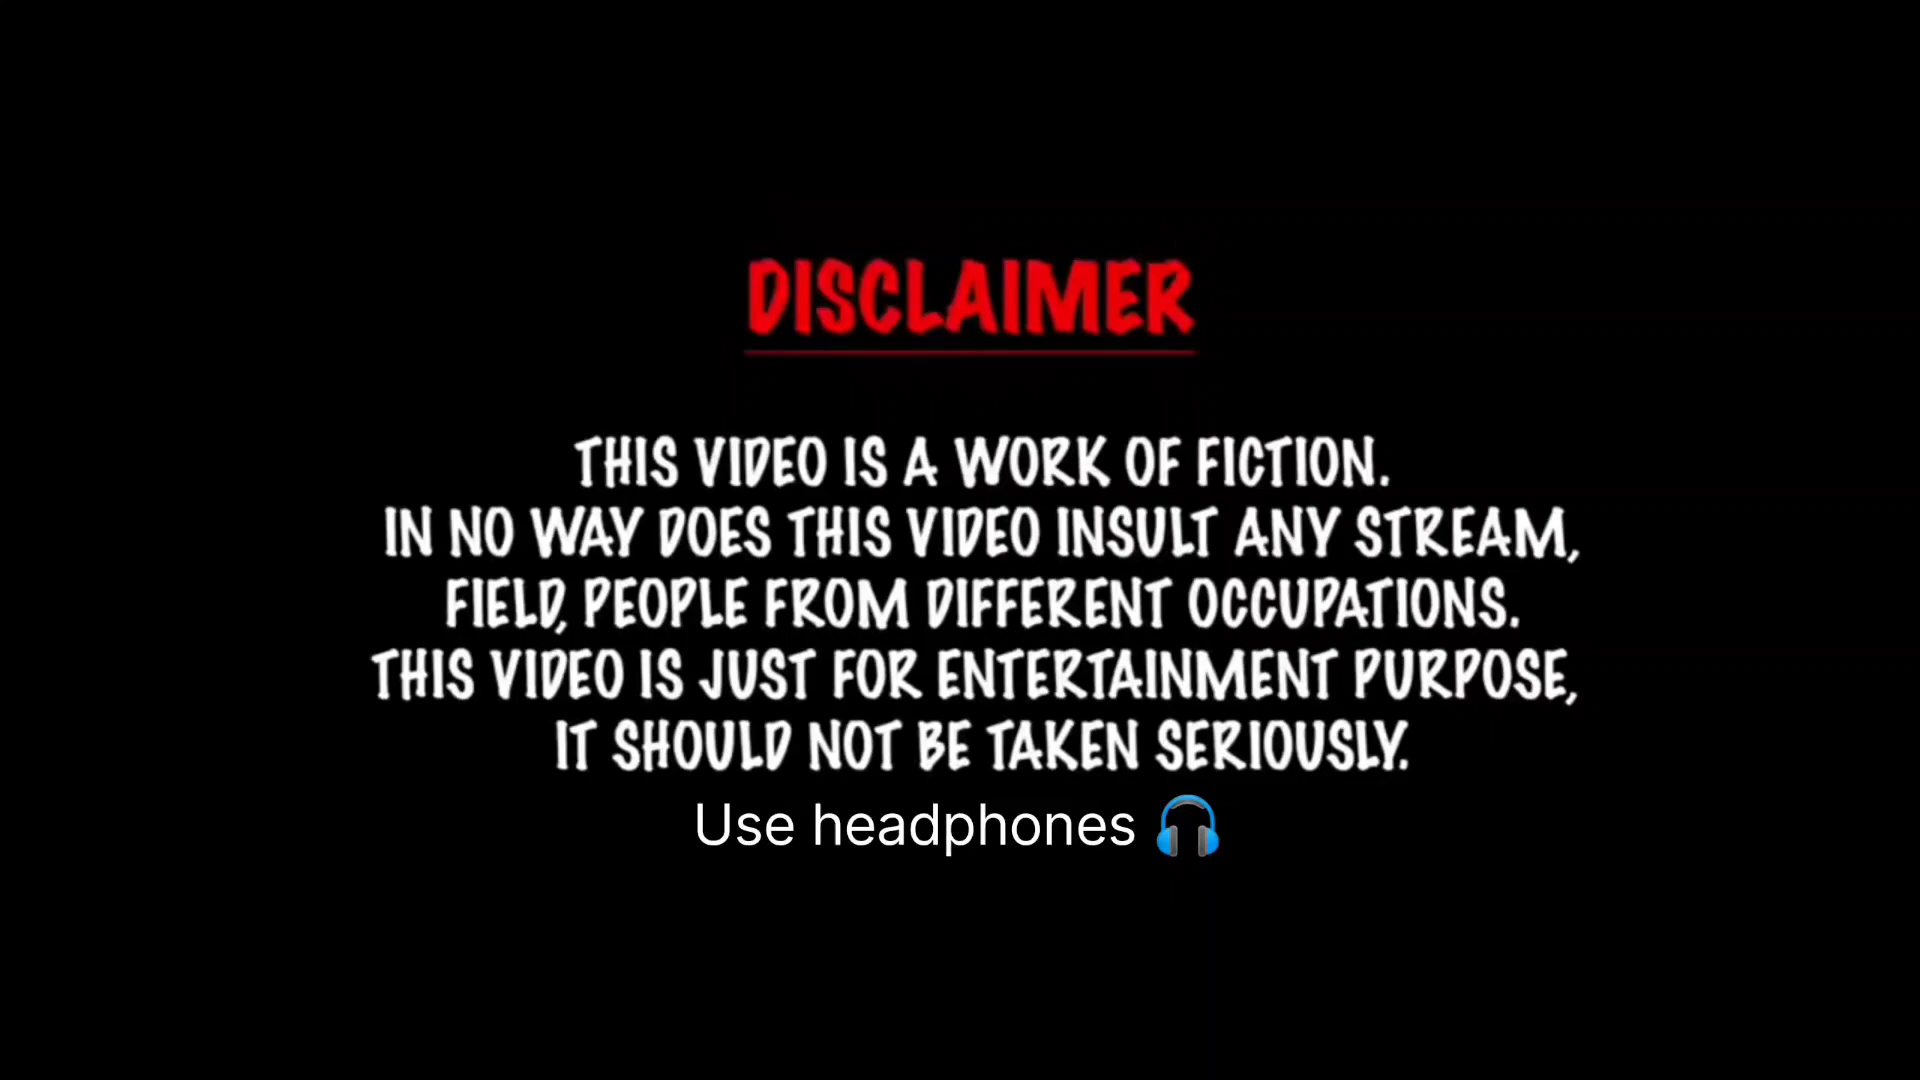 DISCLAIMER
THIS VIDEO IS A WORK OF FICTION.
IN NO WAY DOES THIS VIDEO INSULT ANY STREAM,
FIELD, PEOPLE FROM DIFFERENT OCCUPATIONS.
THIS VIDEO IS JUST FOR ENTERTAINMENT PURPOSE,
IT SHOULD NOT BE TAKEN SERIOUSLY.
Use headphones 🎧